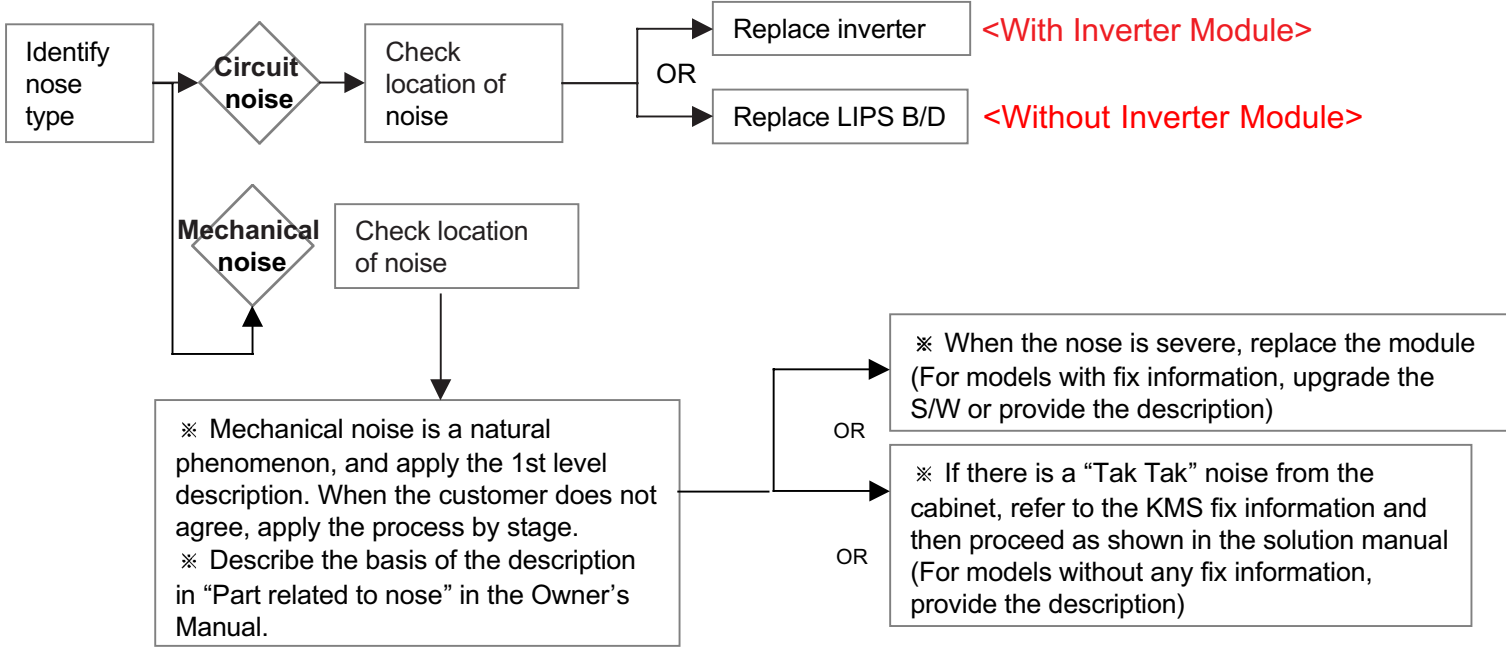 Identify
nose
type
Circuit
noise
Check
location of
noise
Replace inverter
<With Inverter Module>
OR
Replace LIPS B/D
<Without Inverter Module>
Mechanical
noise
Check location
of noise
※ Mechanical noise is a natural
phenomenon, and apply the 1st level
description. When the customer does not
agree, apply the process by stage.
※ Describe the basis of the description
in “Part related to nose” in the Owner’s
Manual.
OR
※ When the nose is severe, replace the module
(For models with fix information, upgrade the
S/W or provide the description)
OR
※ If there is a “Tak Tak” noise from the
cabinet, refer to the KMS fix information and
then proceed as shown in the solution manual
(For models without any fix information,
provide the description)